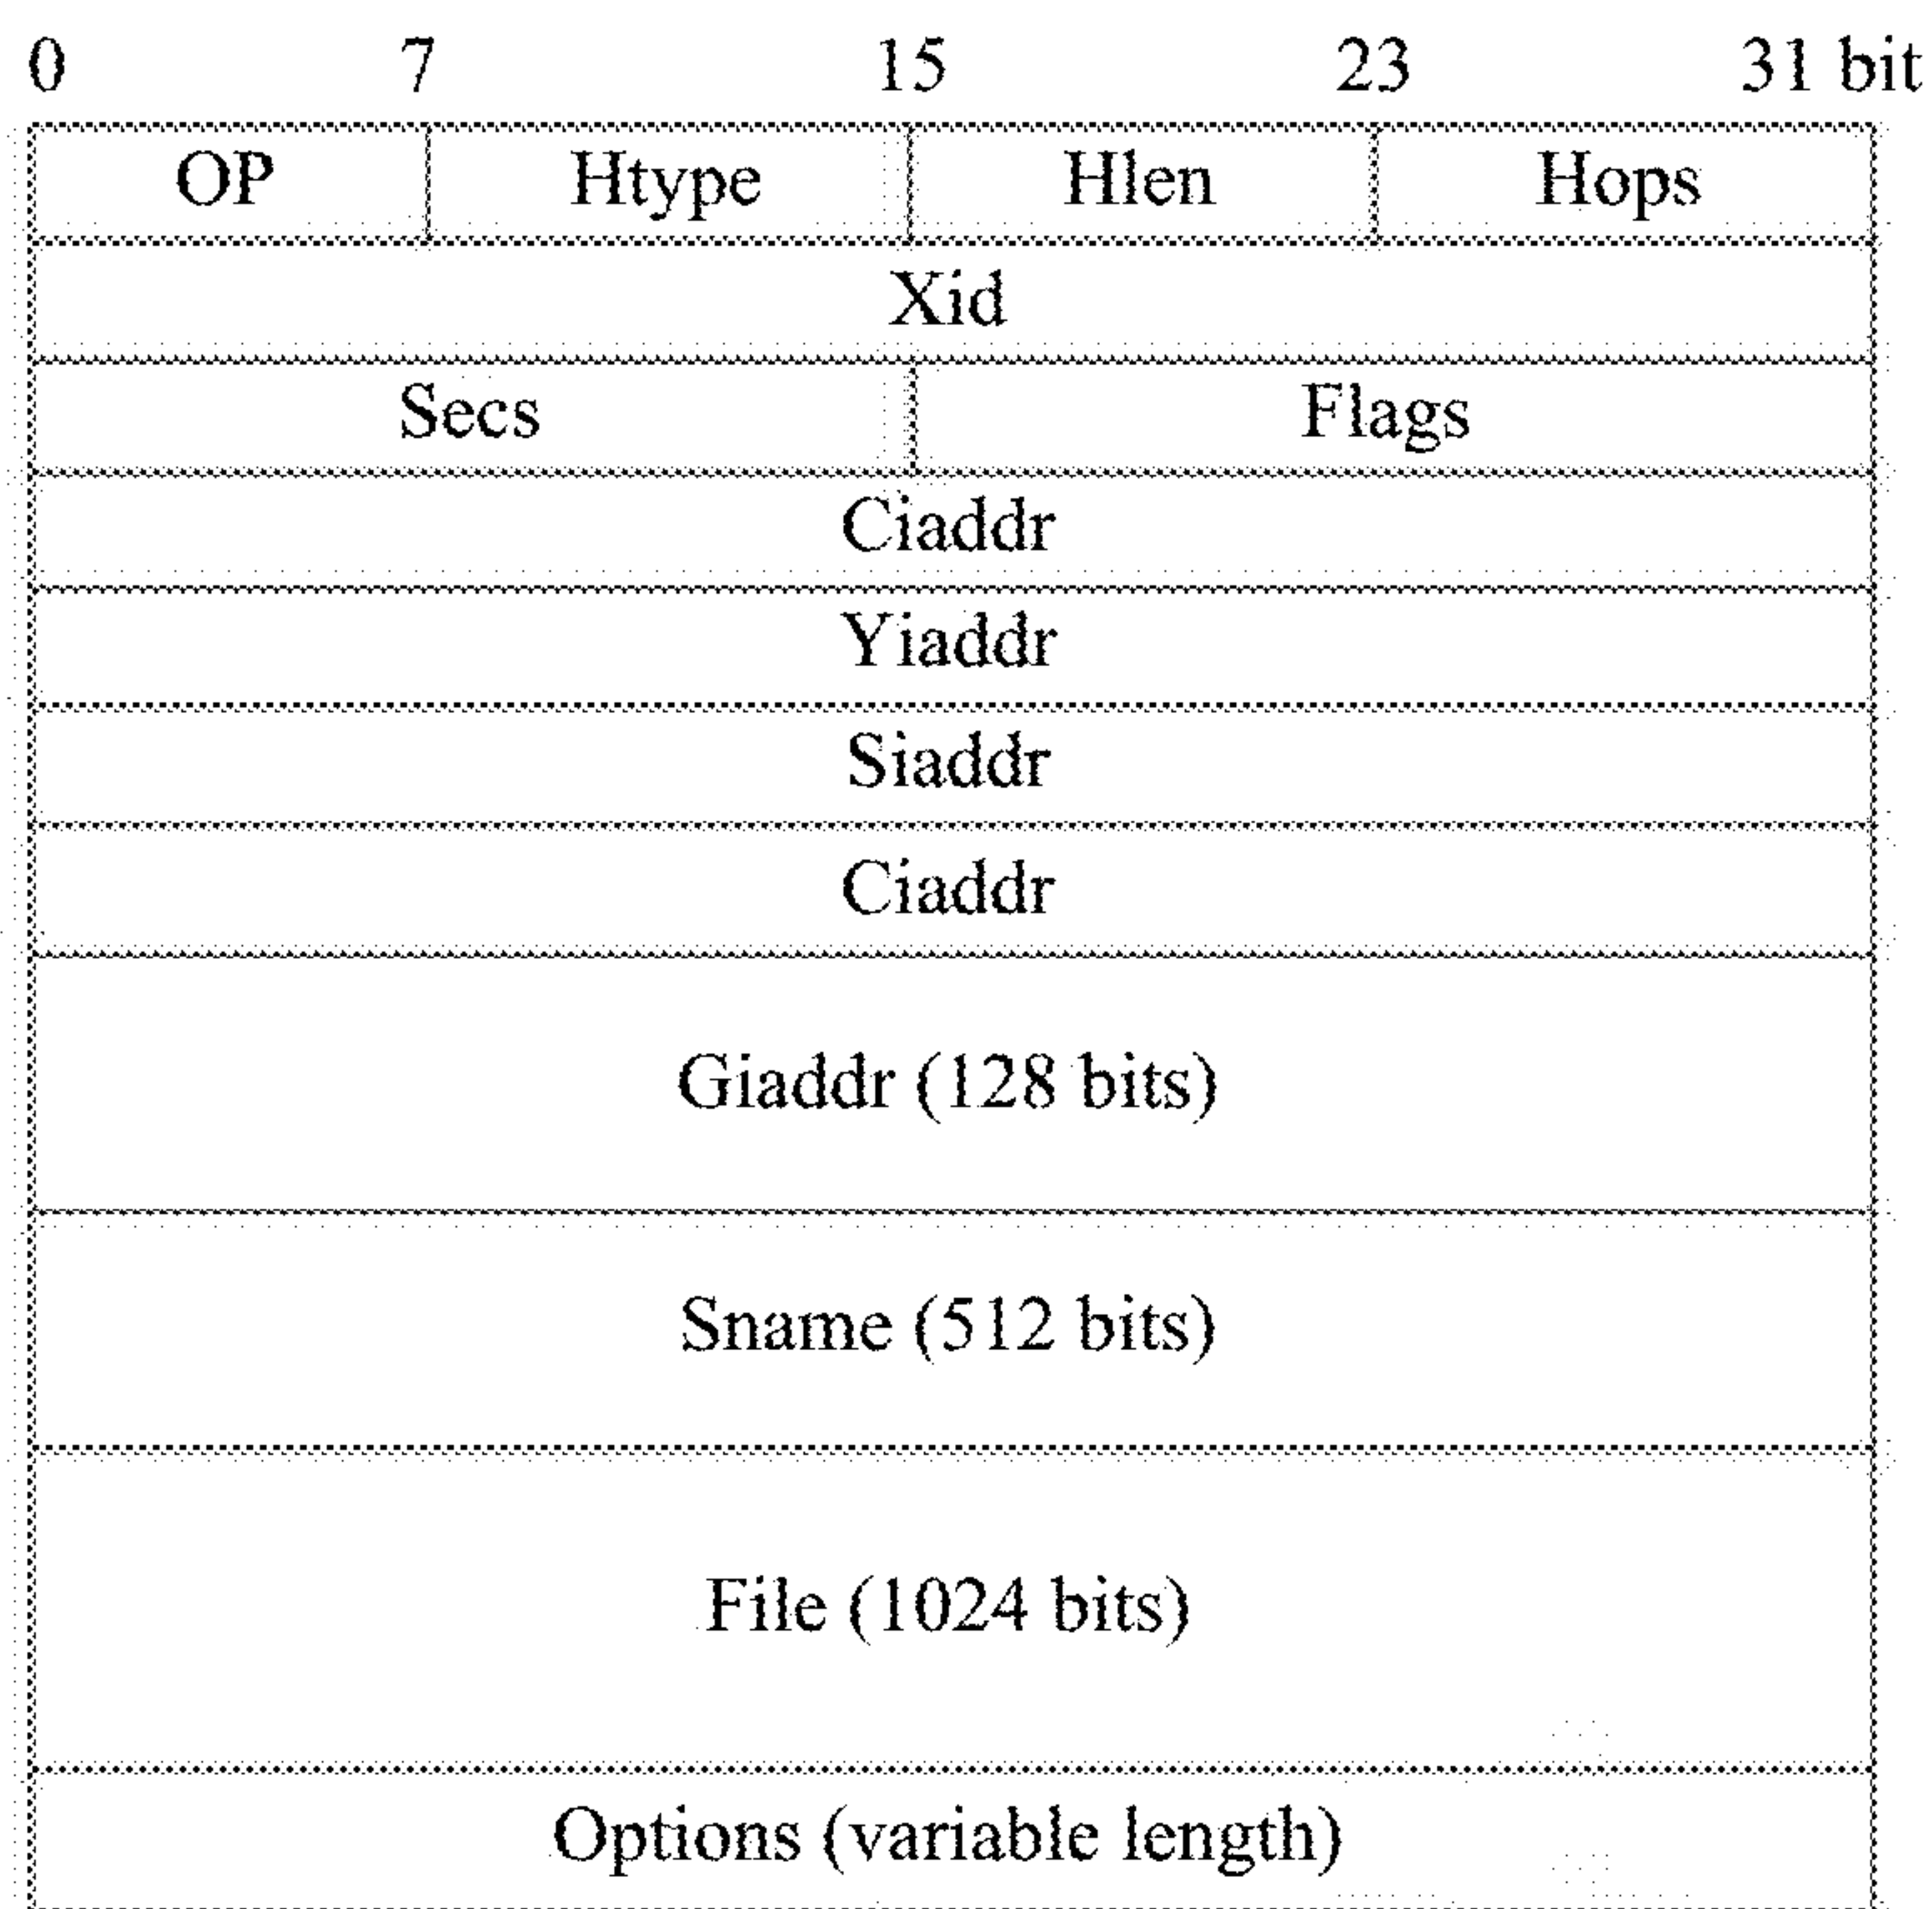 0 7 15 23 31 bit
OP Htype Hlen Hops
Xid
Secs Flags
Ciaddr
Yiaddr
Siaddr
Ciaddr
Giaddr (128 bits)
Sname (512 bits)
File (1024 bits)
Options (variable length)